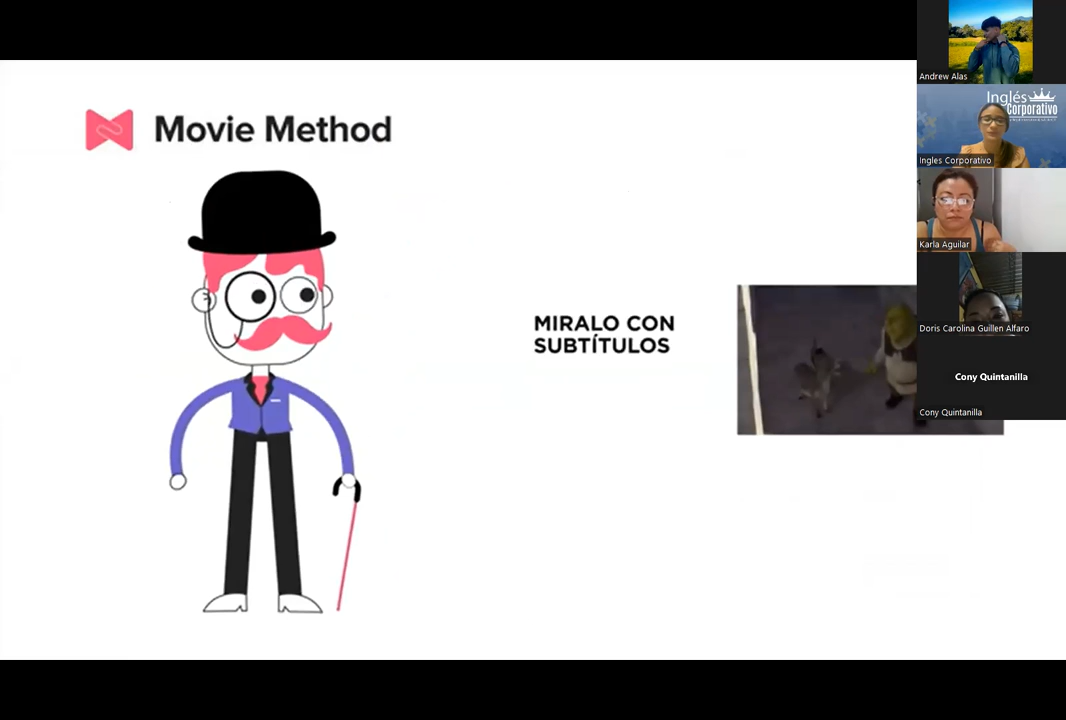 Movie Method
MIRALO CON
SUBTÍTULOS
Andrew Alas
Inglés
Corporativo
Ingles Corporativo
Karla Aguilar
Doris Carolina Guillen Alfaro
Cony Quintanilla
Cony Quintanilla